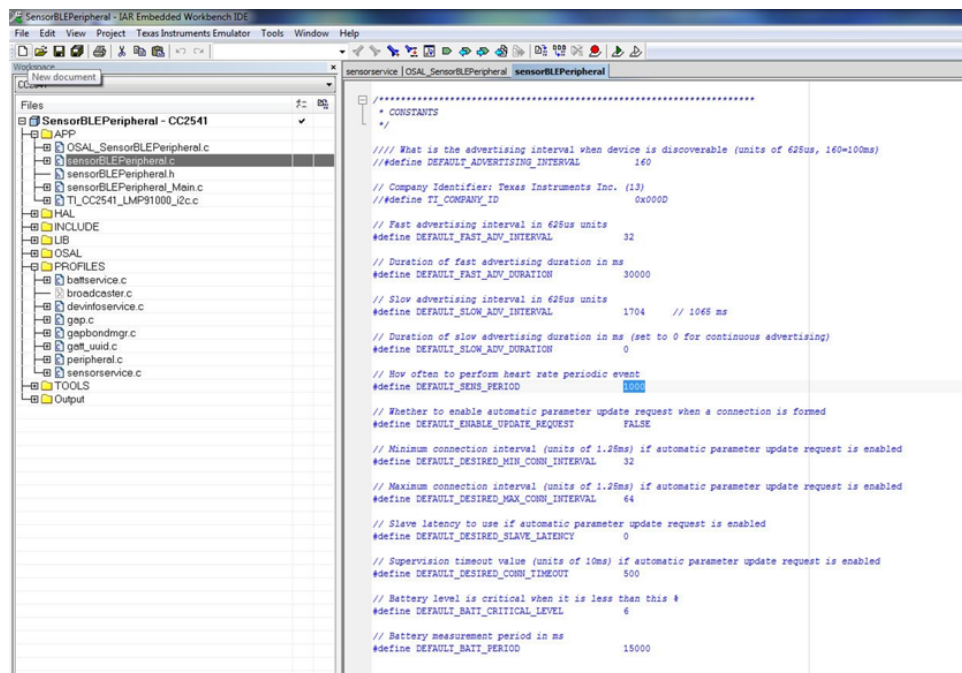 SensorBLEPeripheral - IAR Embedded Workbench IDE
File Edit View Project Texas Instruments Emulator Tools Window Help
Workspace
New document
sensorservice | OSAL_SensorBLEPeripheral sensorBLEPeripheral
Files
SensorBLEPeripheral - CC2541
APP
OSAL_SensorBLEPeripheral.c
sensorBLEPeripheral.c
sensorBLEPeripheral.h
sensorBLEPeripheral_Main.c
TI_CC2541_LMP91000_i2c.c
HAL
INCLUDE
LIB
OSAL
PROFILES
battservice.c
broadcaster.c
devinfoservice.c
gap.c
gapbondmgr.c
gatt_uuid.c
peripheral.c
sensorservice.c
TOOLS
Output
* CONSTANTS
*/
//// What is the advertising interval when device is discoverable (units of 625us, 160=100ms)
//#define DEFAULT_ADVERTISING_INTERVAL 160
// Company Identifier: Texas Instruments Inc. (13)
//#define TI_COMPANY_ID 0x000D
// Fast advertising interval in 625us units
#define DEFAULT_FAST_ADV_INTERVAL 32
// Duration of fast advertising duration in ms
#define DEFAULT_FAST_ADV_DURATION 30000
// Slow advertising interval in 625us units
#define DEFAULT_SLOW_ADV_INTERVAL 1704 // 1065 ms
// Duration of slow advertising duration in ms (set to 0 for continuous advertising)
#define DEFAULT_SLOW_ADV_DURATION 0
// How often to perform heart rate periodic event
#define DEFAULT_SENS_PERIOD 1000
// Whether to enable automatic parameter update request when a connection is formed
#define DEFAULT_ENABLE_UPDATE_REQUEST FALSE
// Minimum connection interval (units of 1.25ms) if automatic parameter update request is enabled
#define DEFAULT_DESIRED_MIN_CONN_INTERVAL 32
// Maximum connection interval (units of 1.25ms) if automatic parameter update request is enabled
#define DEFAULT_DESIRED_MAX_CONN_INTERVAL 64
// Slave latency to use if automatic parameter update request is enabled
#define DEFAULT_DESIRED_SLAVE_LATENCY 0
// Supervision timeout value (units of 10ms) if automatic parameter update request is enabled
#define DEFAULT_DESIRED_CONN_TIMEOUT 500
// Battery level is critical when it is less than this %
#define DEFAULT_BATT_CRITICAL_LEVEL 6
// Battery measurement period in ms
#define DEFAULT_BATT_PERIOD 15000